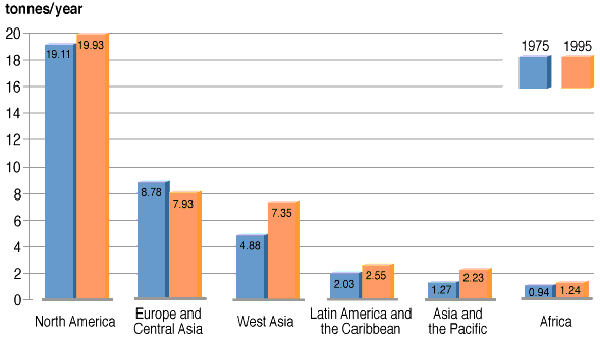 tonnes/year
1975 1995
20
18
16
14
12
10
8
6
4
2
0
19.11 19.93
8.78 7.93
4.88 7.35
2.03 2.55
1.27 2.23
0.94 1.24
North America
Europe and
Central Asia
West Asia
Latin America and
the Caribbean
Asia and
the Pacific
Africa